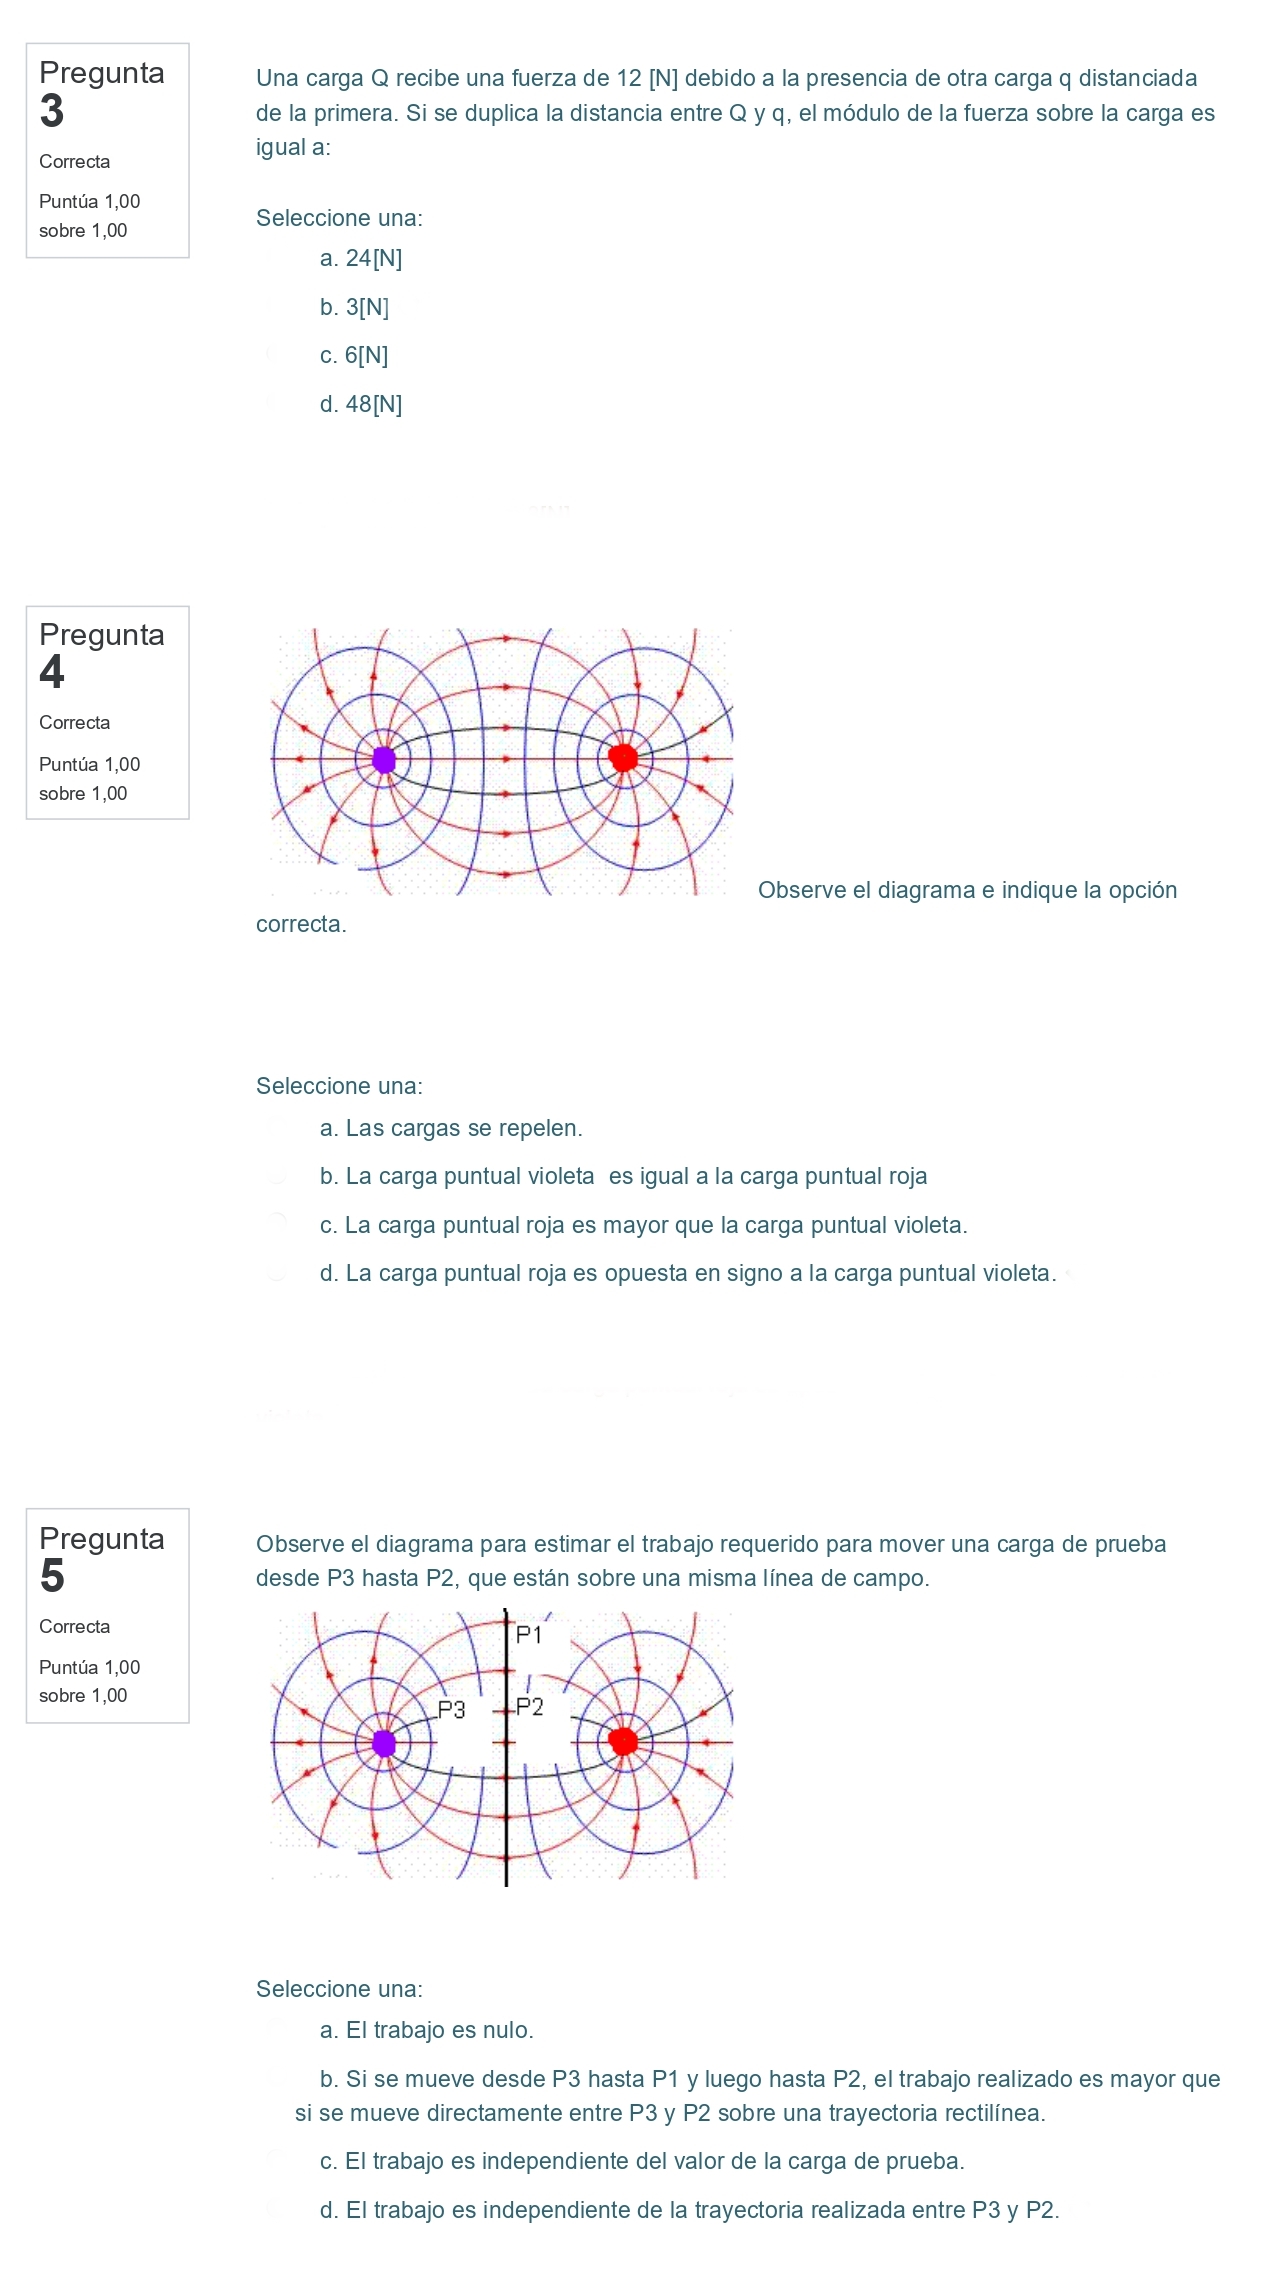 Pregunta
3
Correcta
Puntúa 1,00
sobre 1,00
Una carga Q recibe una fuerza de 12 [N] debido a la presencia de otra carga q distanciada
de la primera. Si se duplica la distancia entre Q y q, el módulo de la fuerza sobre la carga es
igual a:
Seleccione una:
a. 24[N]
b. 3[N]
c. 6[N]
d. 48[N]
Pregunta
4
Correcta
Puntúa 1,00
sobre 1,00
Observe el diagrama e indique la opción
correcta.
Seleccione una:
a. Las cargas se repelen.
b. La carga puntual violeta  es igual a la carga puntual roja
c. La carga puntual roja es mayor que la carga puntual violeta.
d. La carga puntual roja es opuesta en signo a la carga puntual violeta.
Pregunta
5
Correcta
Puntúa 1,00
sobre 1,00
Observe el diagrama para estimar el trabajo requerido para mover una carga de prueba
desde P3 hasta P2, que están sobre una misma línea de campo.
P1
P3
P2
Seleccione una:
a. El trabajo es nulo.
b. Si se mueve desde P3 hasta P1 y luego hasta P2, el trabajo realizado es mayor que
si se mueve directamente entre P3 y P2 sobre una trayectoria rectilínea.
c. El trabajo es independiente del valor de la carga de prueba.
d. El trabajo es independiente de la trayectoria realizada entre P3 y P2.